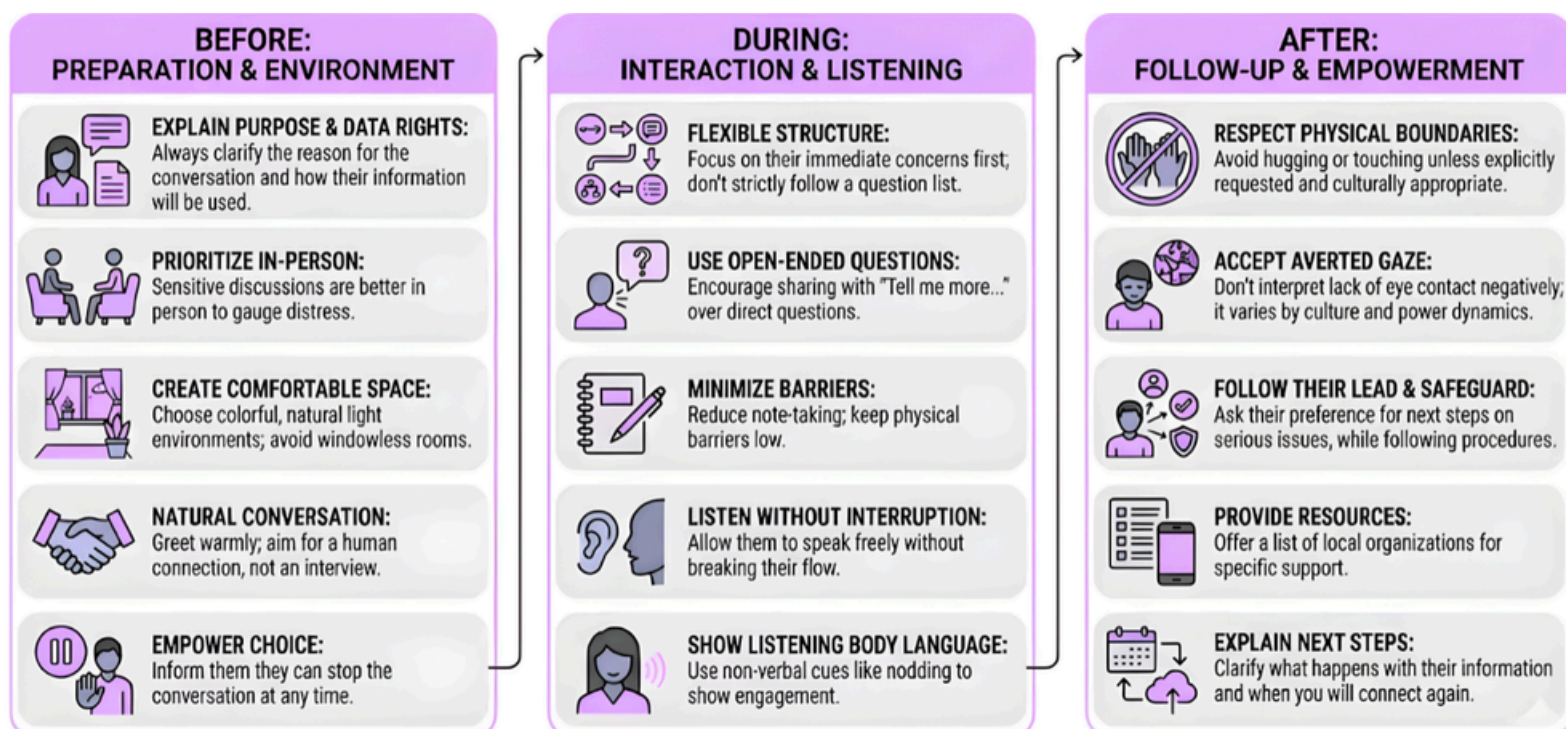 BEFORE:
PREPARATION & ENVIRONMENT
EXPLAIN PURPOSE & DATA RIGHTS:
Always clarify the reason for the
conversation and how their information
will be used.
PRIORITIZE IN-PERSON:
Sensitive discussions are better in
person to gauge distress.
CREATE COMFORTABLE SPACE:
Choose colorful, natural light
environments; avoid windowless rooms.
NATURAL CONVERSATION:
Greet warmly; aim for a human
connection, not an interview.
EMPOWER CHOICE:
Inform them they can stop the
conversation at any time.
DURING:
INTERACTION & LISTENING
FLEXIBLE STRUCTURE:
Focus on their immediate concerns first;
don't strictly follow a question list.
?
USE OPEN-ENDED QUESTIONS:
Encourage sharing with "Tell me more..."
over direct questions.
MINIMIZE BARRIERS:
Reduce note-taking; keep physical
barriers low.
LISTEN WITHOUT INTERRUPTION:
Allow them to speak freely without
breaking their flow.
SHOW LISTENING BODY LANGUAGE:
Use non-verbal cues like nodding to
show engagement.
AFTER:
FOLLOW-UP & EMPOWERMENT
RESPECT PHYSICAL BOUNDARIES:
Avoid hugging or touching unless explicitly
requested and culturally appropriate.
ACCEPT AVERTED GAZE:
Don't interpret lack of eye contact negatively;
it varies by culture and power dynamics.
FOLLOW THEIR LEAD & SAFEGUARD:
Ask their preference for next steps on
serious issues, while following procedures.
PROVIDE RESOURCES:
Offer a list of local organizations for
specific support.
EXPLAIN NEXT STEPS:
Clarify what happens with their information
and when you will connect again.